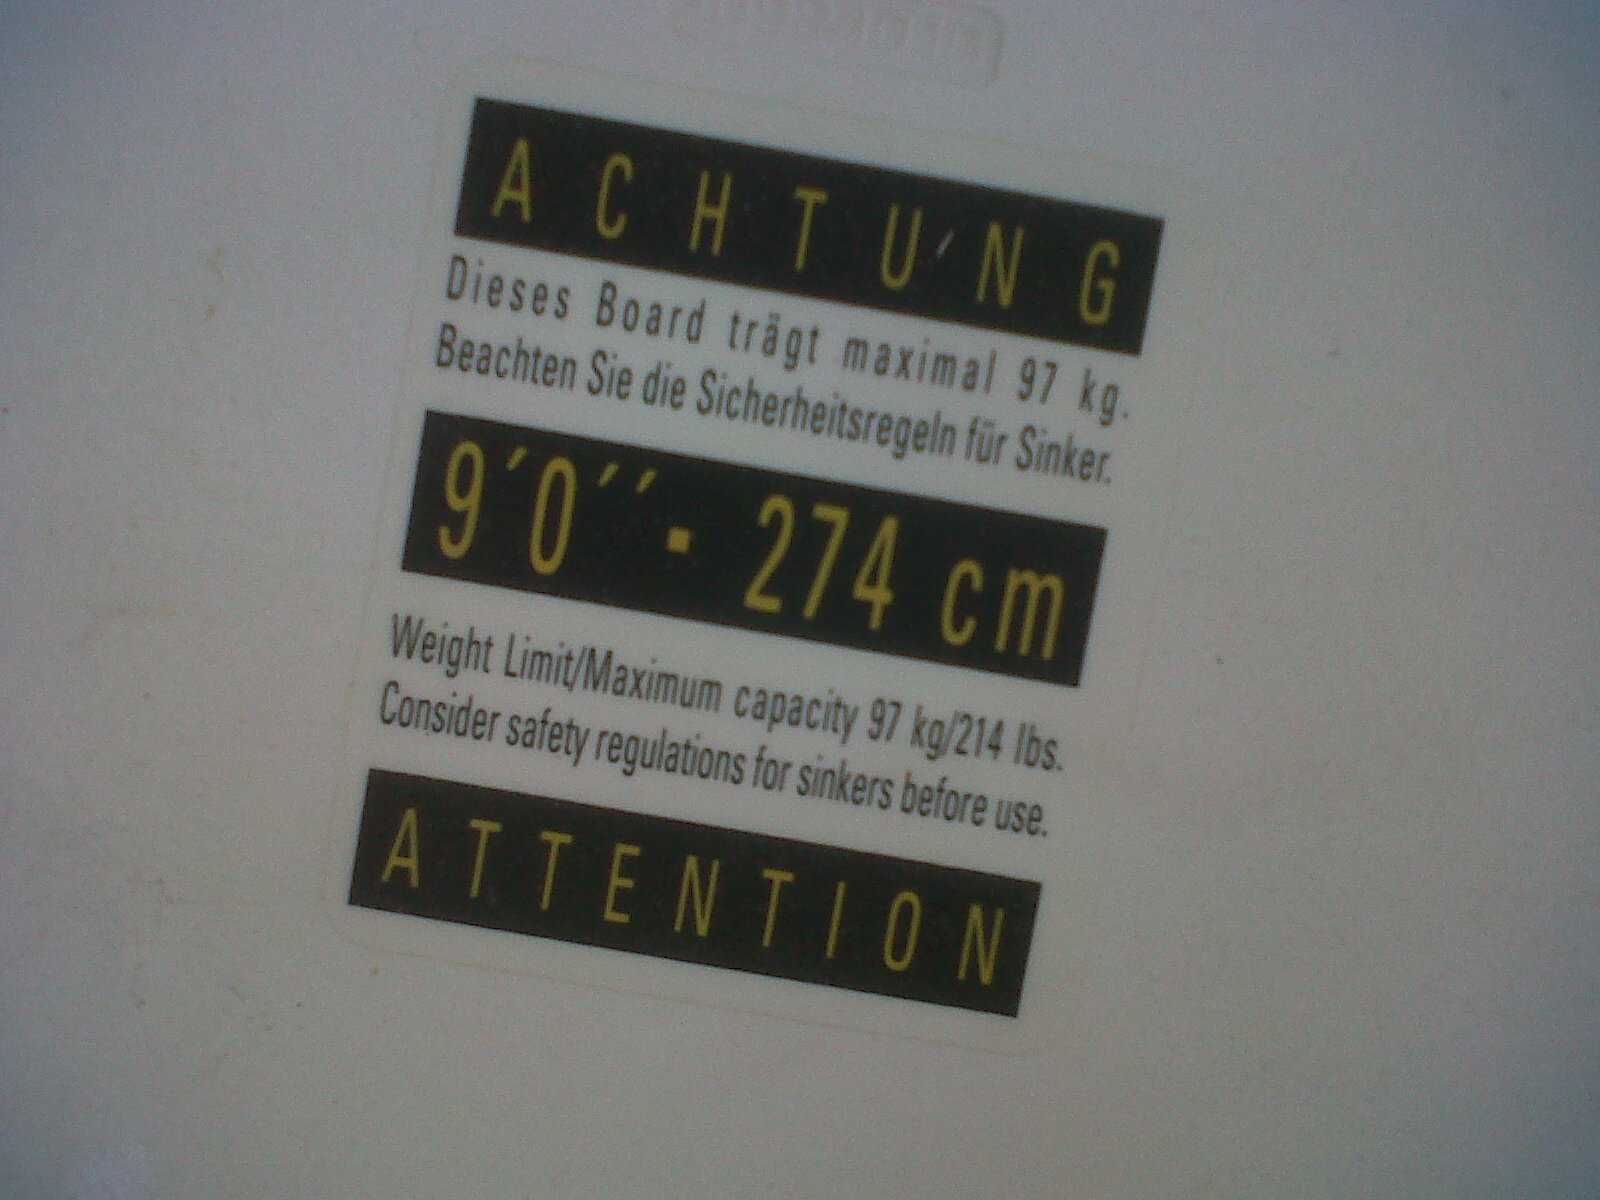 ACHTUNG
Dieses Board trägt maximal 97 kg.
Beachten Sie die Sicherheitsregeln für Sinker.
9´0´´ ▪ 274 cm
Weight Limit/Maximum capacity 97 kg/214 lbs.
Consider safety regulations for sinkers before use.
ATTENTION